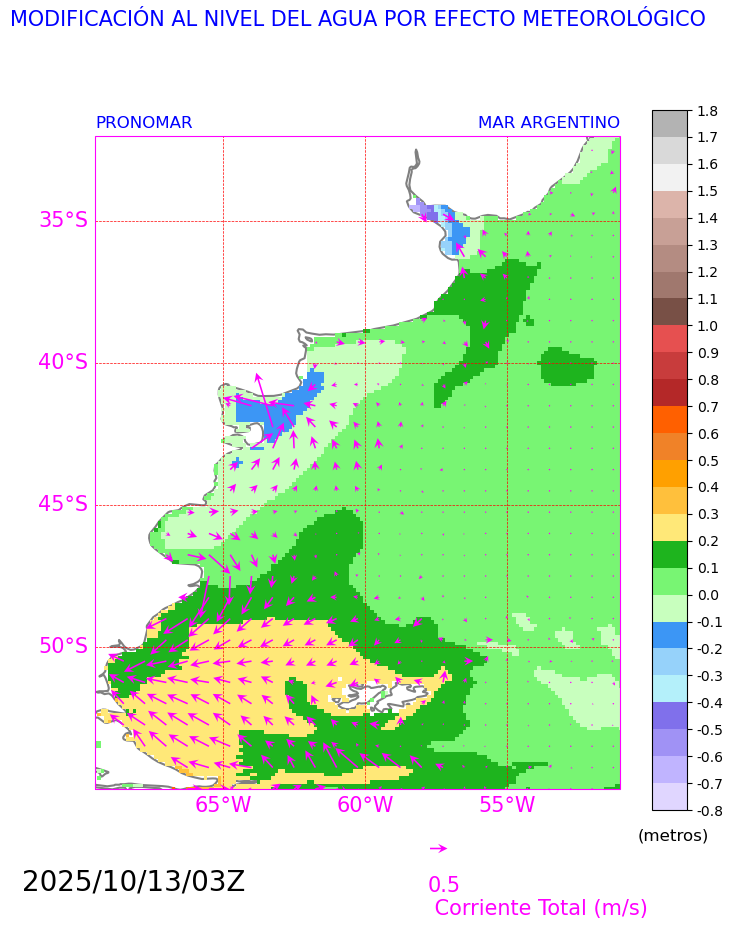 MODIFICACIÓN AL NIVEL DEL AGUA POR EFECTO METEOROLÓGICO
PRONOMAR
MAR ARGENTINO
35°S
40°S
45°S
50°S
65°W
60°W
55°W
1.8
1.7
1.6
1.5
1.4
1.3
1.2
1.1
1.0
0.9
0.8
0.7
0.6
0.5
0.4
0.3
0.2
0.1
0.0
-0.1
-0.2
-0.3
-0.4
-0.5
-0.6
-0.7
-0.8
(metros)
0.5
Corriente Total (m/s)
2025/10/13/03Z